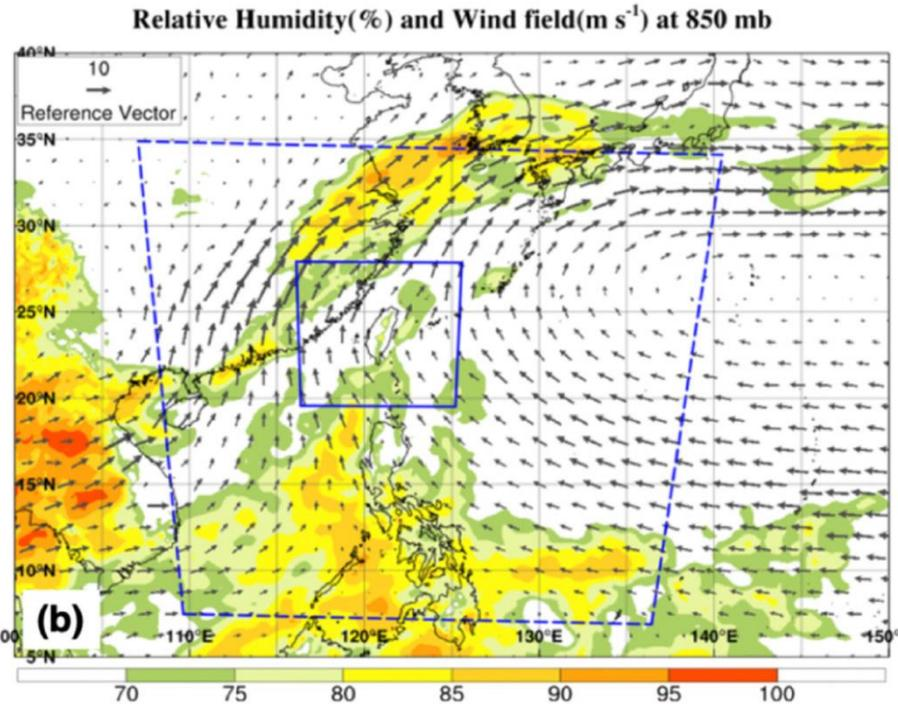 Relative Humidity(%) and Wind field(m s⁻¹) at 850 mb
40°N
10
Reference Vector
35°N
30°N
25°N
20°N
15°N
10°N
(b)
00 110°E 120°E 130°E 140°E 150°
5°N
70 75 80 85 90 95 100